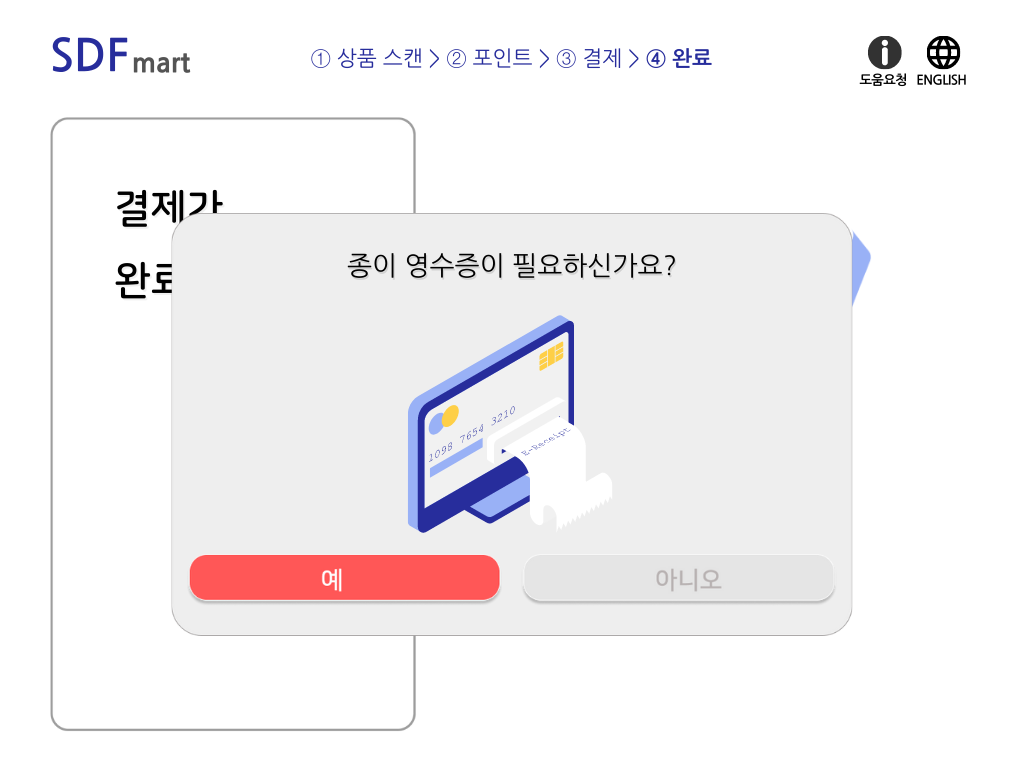 SDF mart
① 상품 스캔 > ② 포인트 > ③ 결제 > ④ 완료
도움요청 ENGLISH
결제가
완료
종이 영수증이 필요하신가요?
3210
7654
1098
E-Receipt
예
아니오